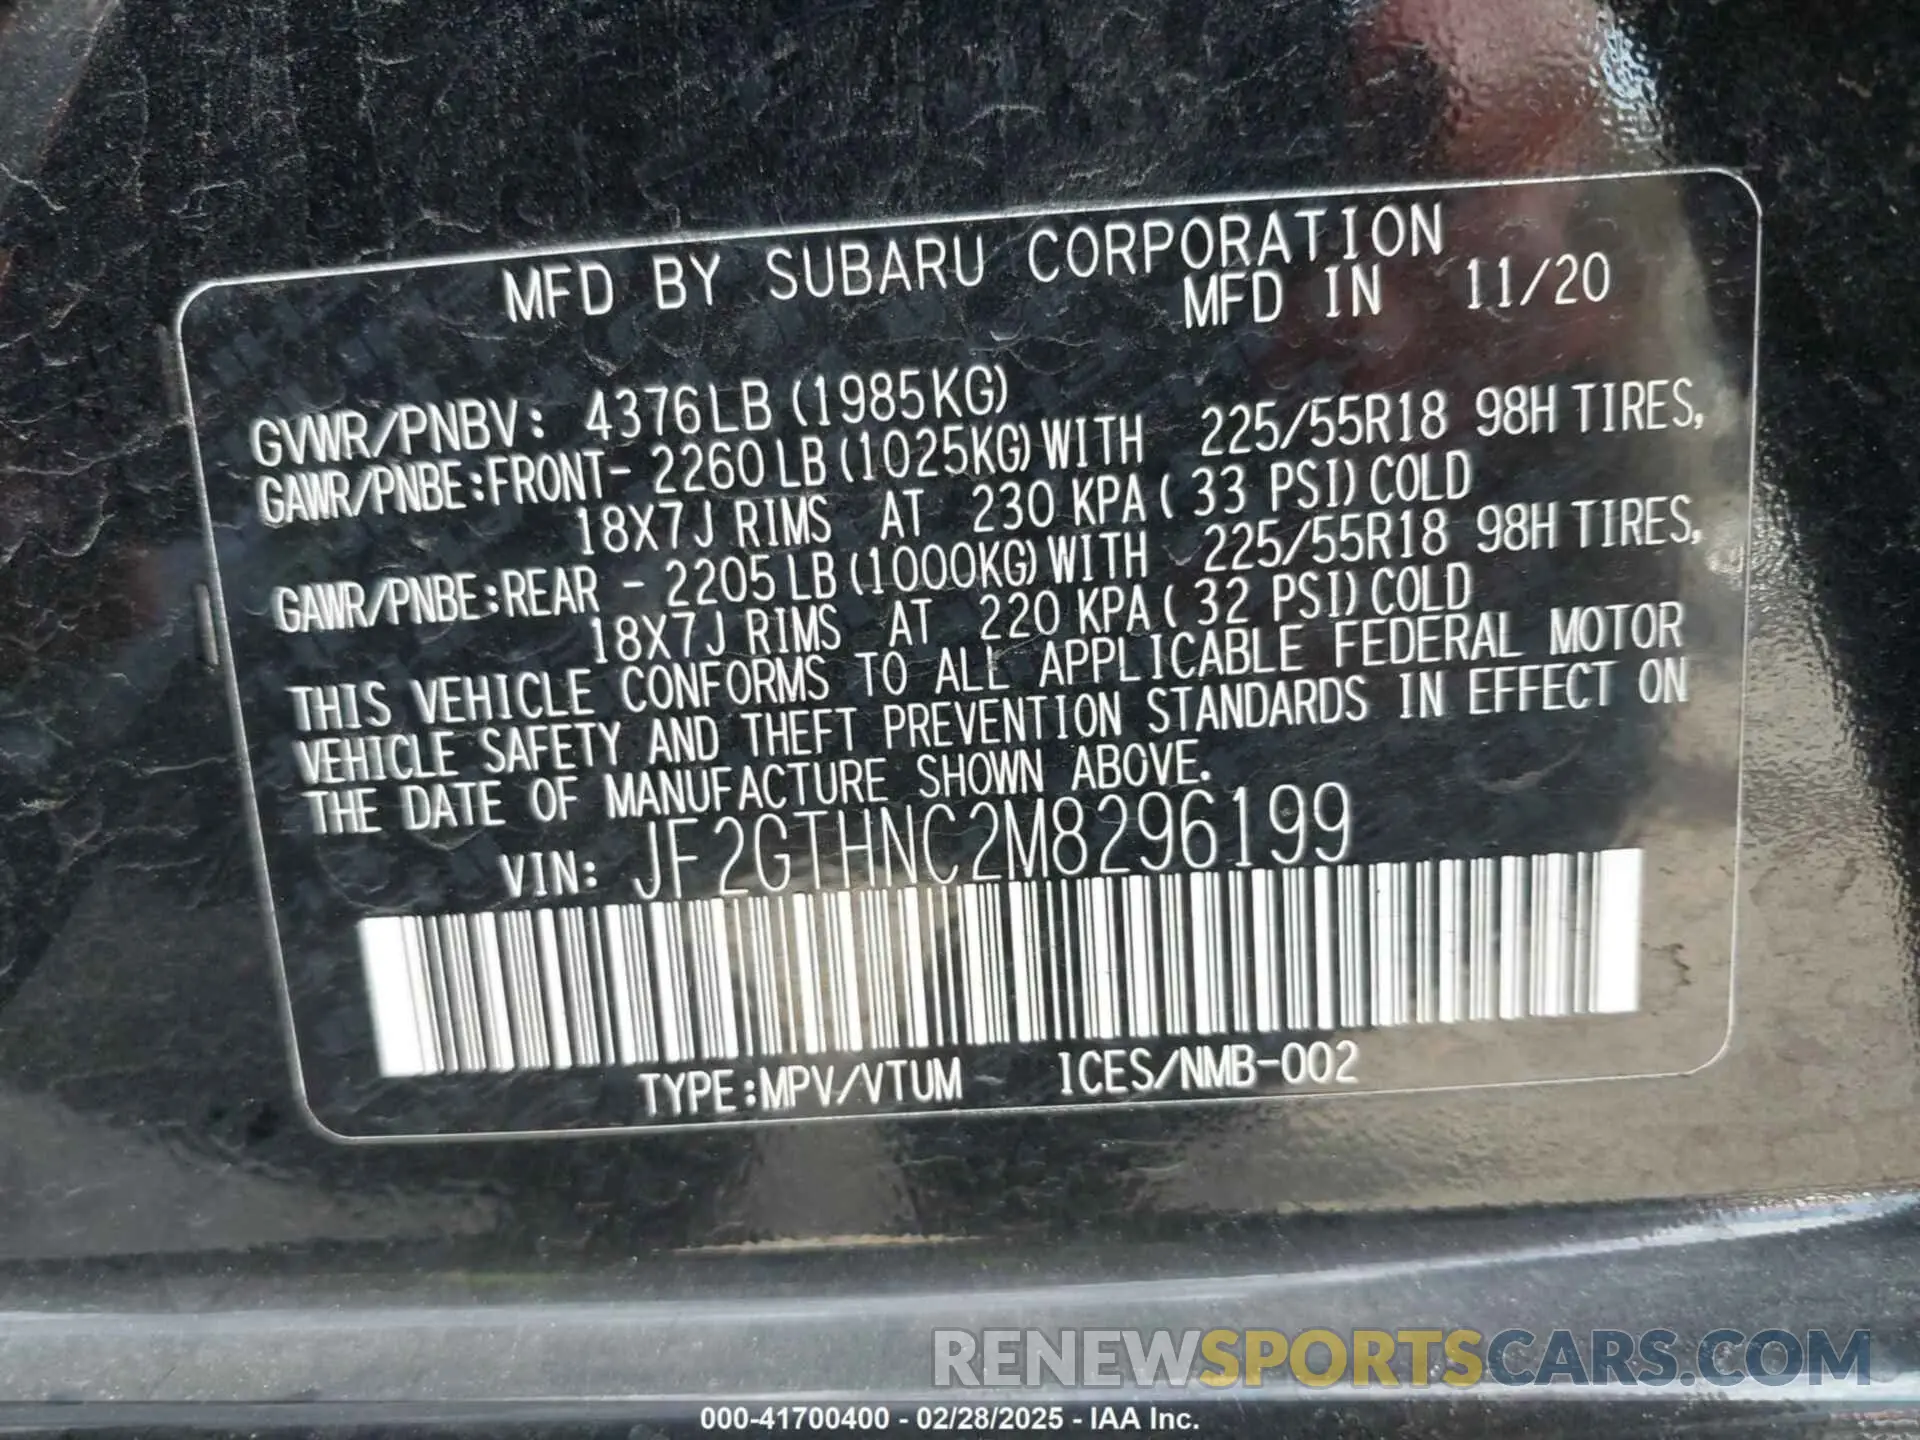 MFD BY SUBARU CORPORATION
MFD IN 11/20
GVWR/PNBV: 4376LB (1985KG)
GAWR/PNBE:FRONT- 2260LB (1025KG) WITH 225/55R18 98H TIRES,
18X7J RIMS AT 230 KPA ( 33 PSI) COLD
GAWR/PNBE:REAR - 2205LB (1000KG) WITH 225/55R18 98H TIRES,
18X7J RIMS AT 220 KPA ( 32 PSI) COLD
THIS VEHICLE CONFORMS TO ALL APPLICABLE FEDERAL MOTOR
VEHICLE SAFETY AND THEFT PREVENTION STANDARDS IN EFFECT ON
THE DATE OF MANUFACTURE SHOWN ABOVE.
VIN: JF2GTHNC2M8296199
TYPE:MPV/VTUM ICES/NMB-002
RENEWSPORTSCARS.COM
000-41700400 - 02/28/2025 - IAA Inc.